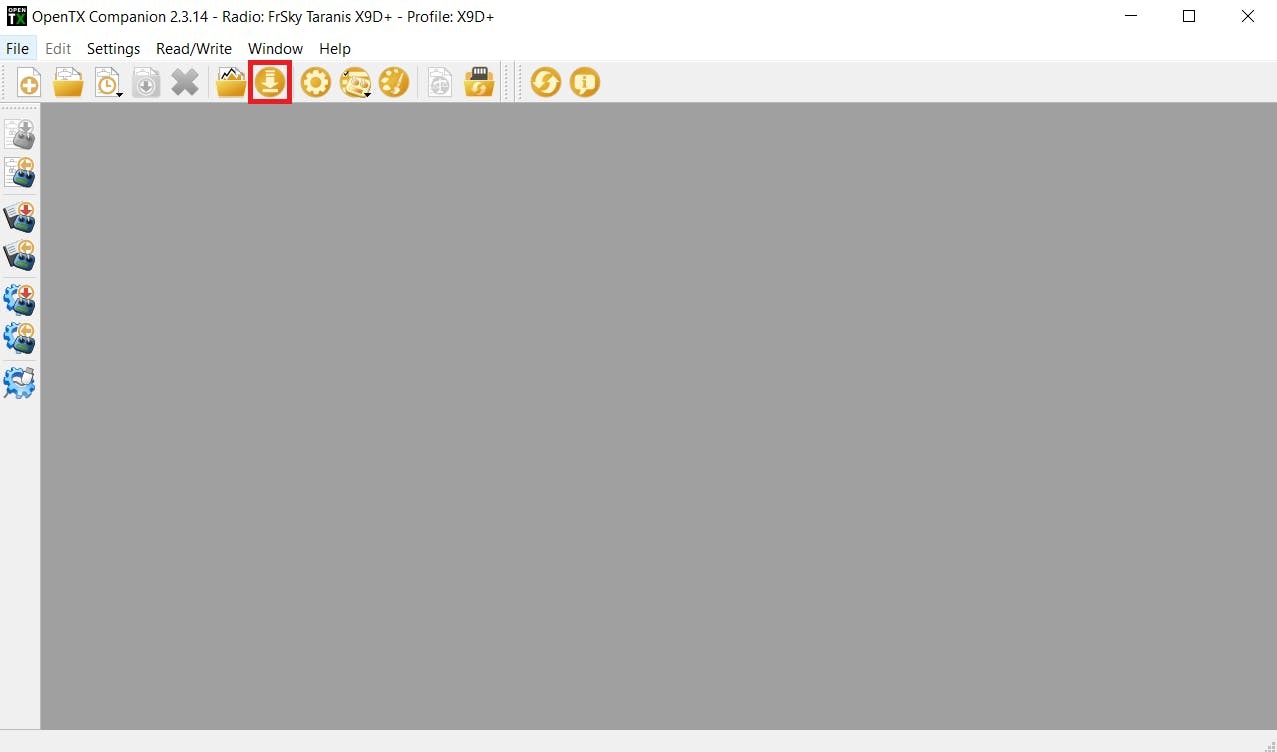 OPEN
TX
OpenTX Companion 2.3.14 - Radio: FrSky Taranis X9D+ - Profile: X9D+
File Edit Settings Read/Write Window Help